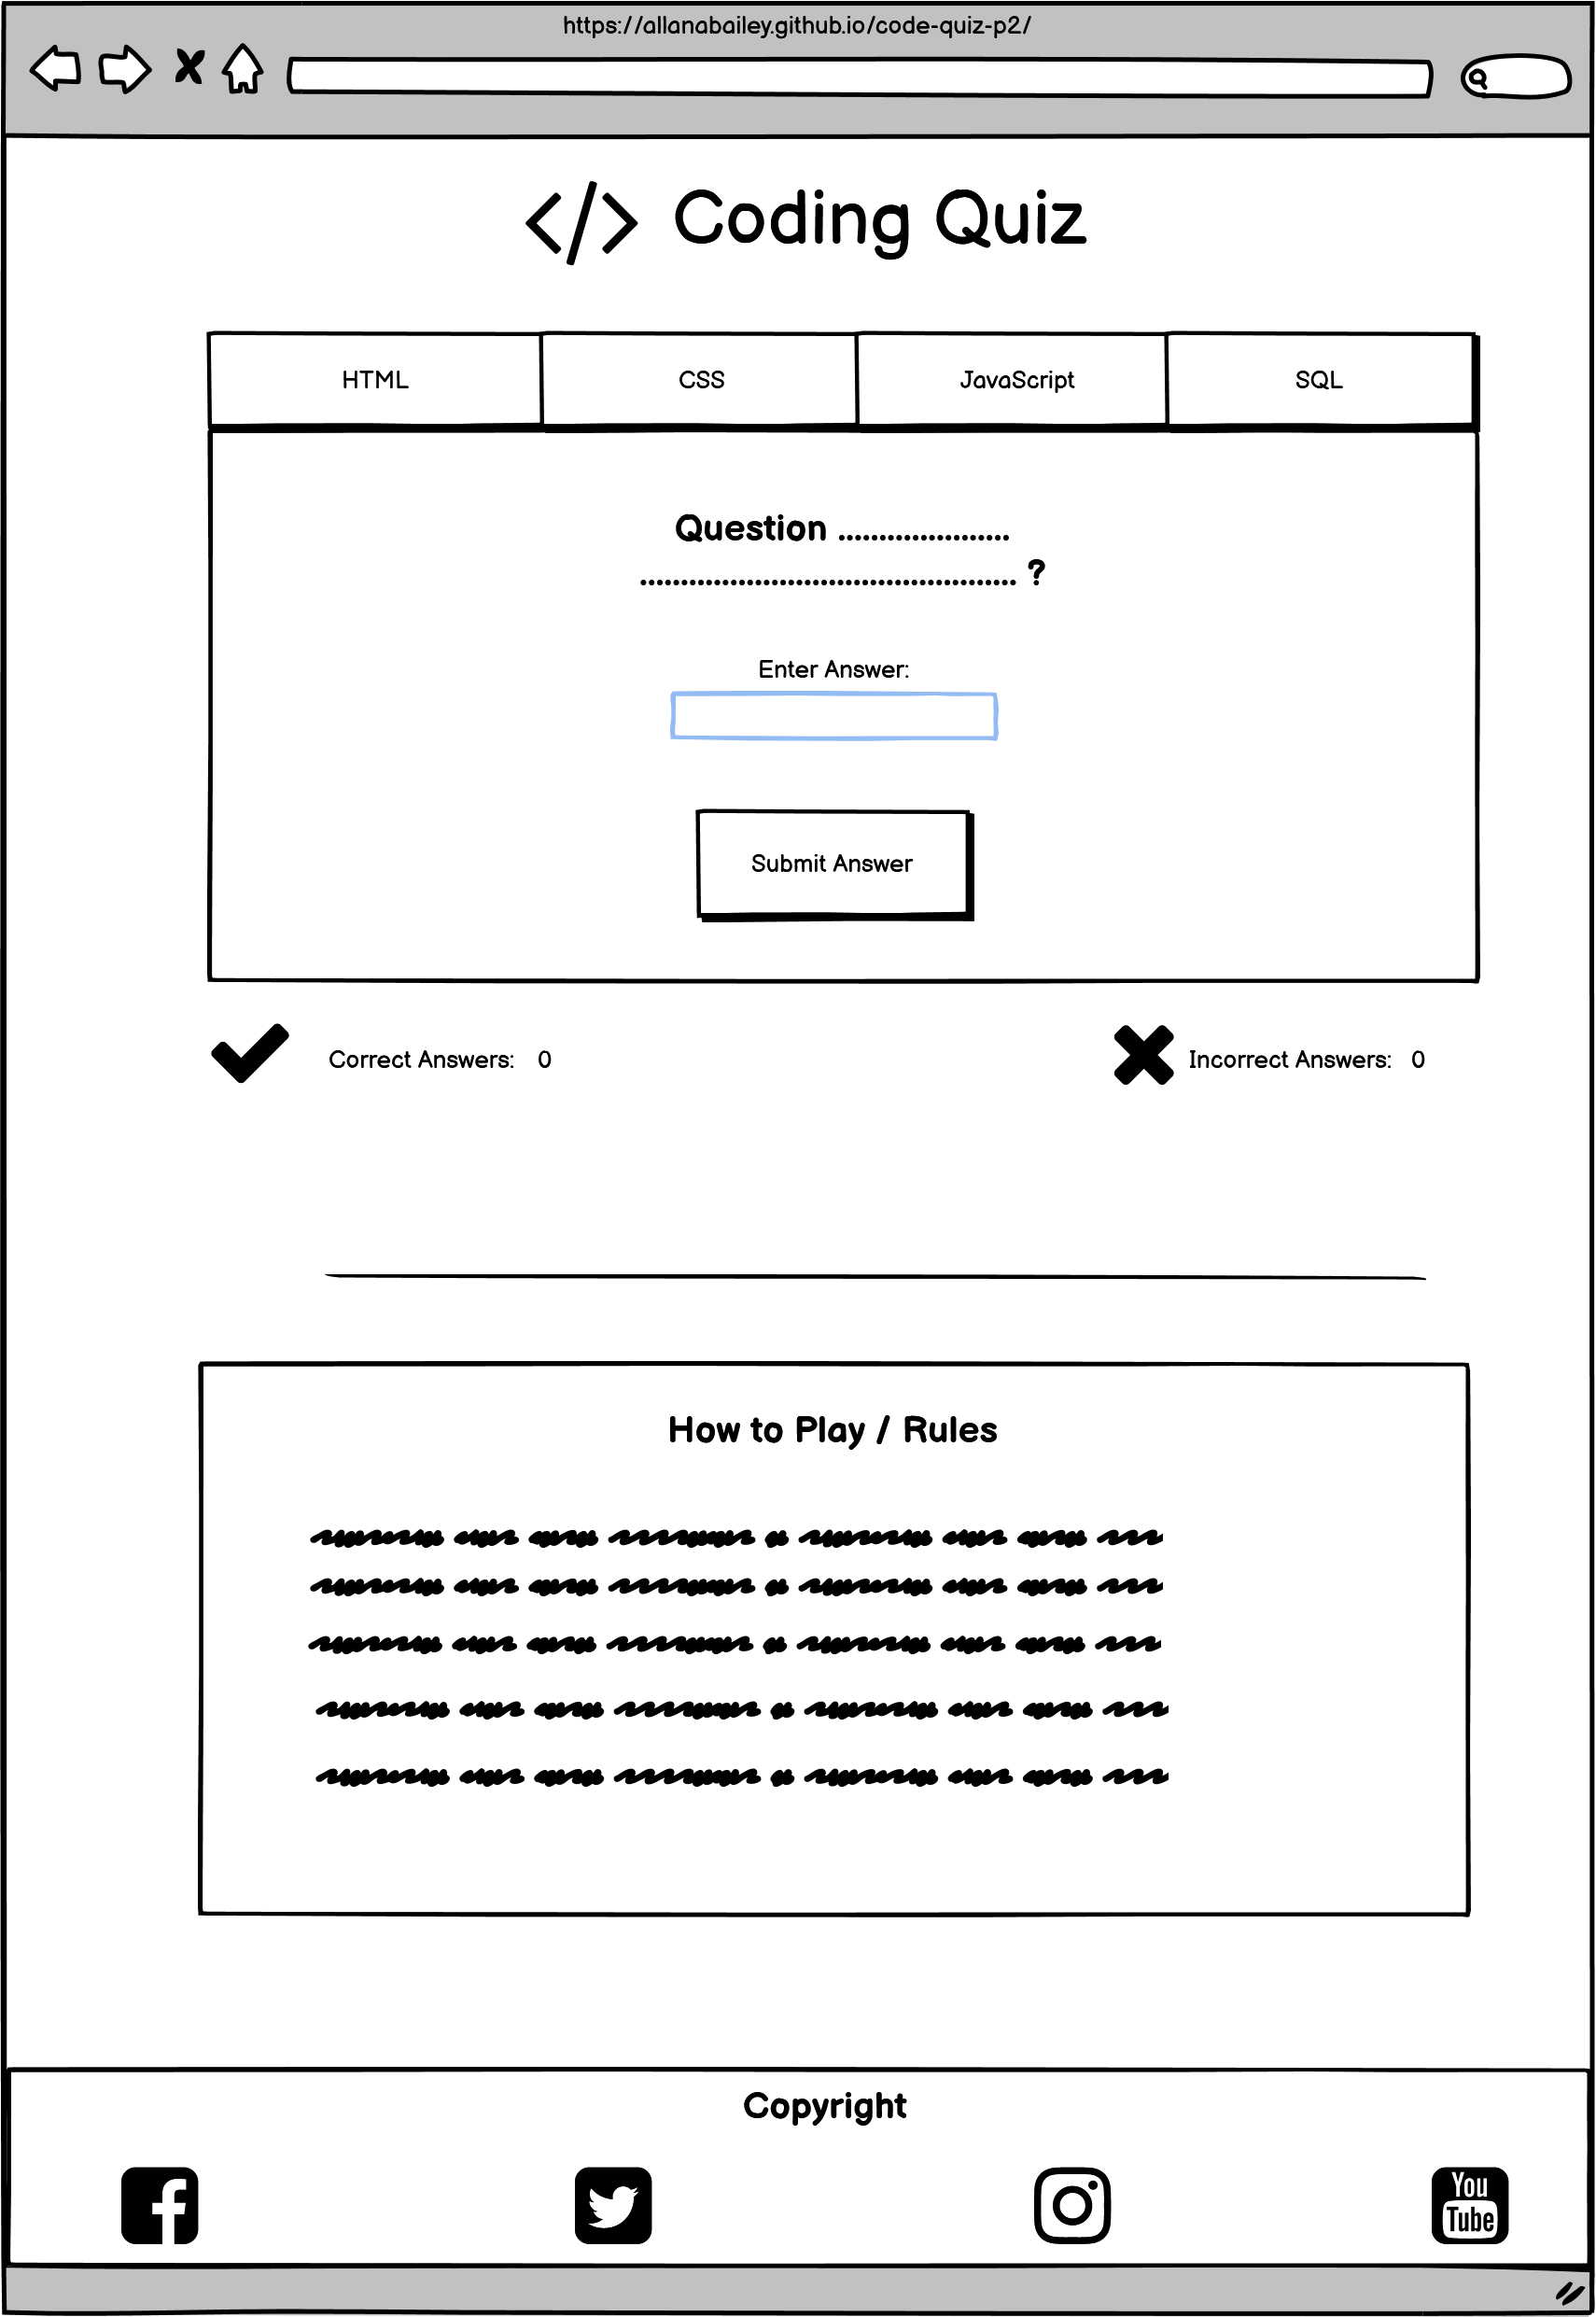 https://allanabailey.github.io/code-quiz-p2/
</> Coding Quiz
HTML CSS JavaScript SQL
Question .....................
.............................................. ?
Enter Answer:
Submit Answer
Correct Answers: 0 Incorrect Answers: 0
How to Play / Rules
Copyright
You
Tube